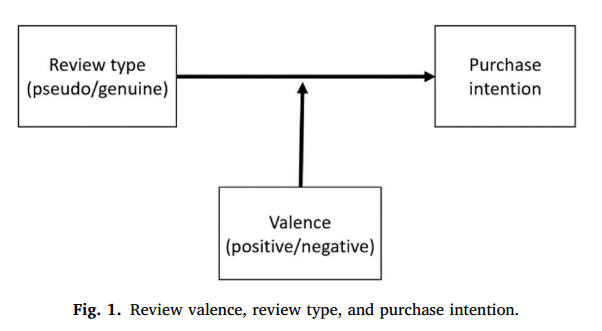 Review type
(pseudo/genuine)
Purchase
intention
Valence
(positive/negative)
Fig. 1. Review valence, review type, and purchase intention.